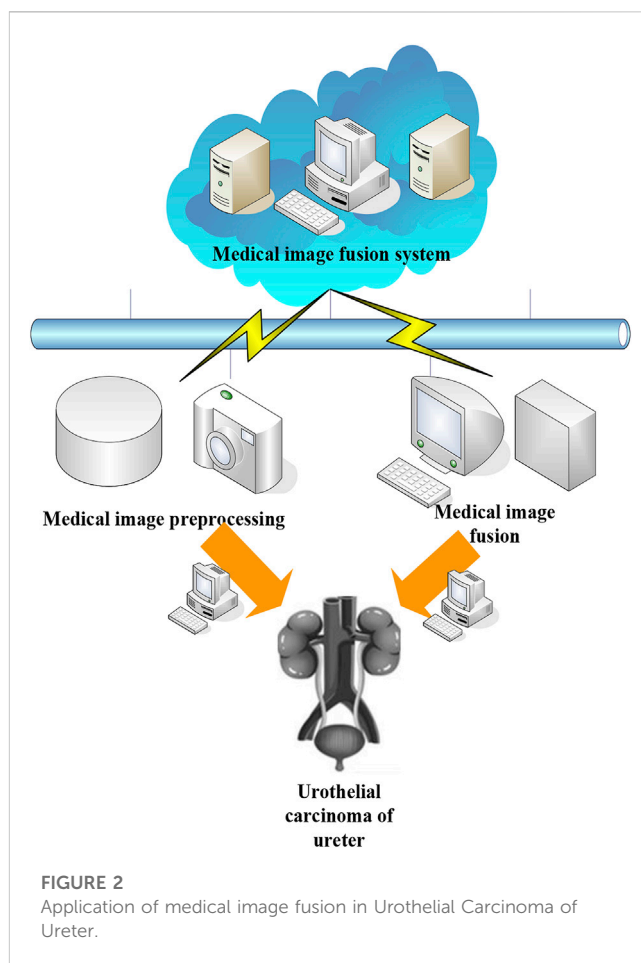 Medical image fusion system
Medical image preprocessing
Medical image
fusion
Urothelial
carcinoma of
ureter
FIGURE 2
Application of medical image fusion in Urothelial Carcinoma of
Ureter.